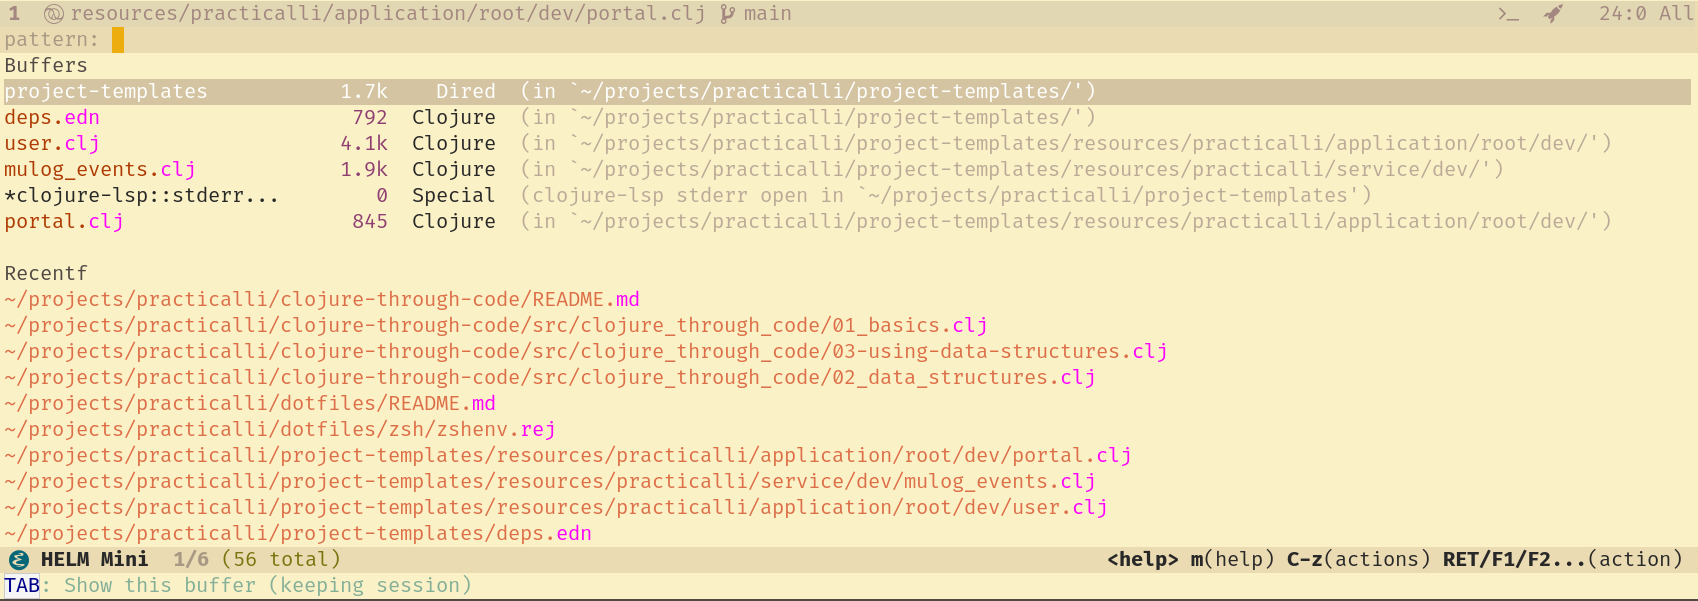 1 resources/practicalli/application/root/dev/portal.clj main >_ 24:0 All
pattern:
Buffers
project-templates 1.7k Dired (in `~/projects/practicalli/project-templates/')
deps.edn 792 Clojure (in `~/projects/practicalli/project-templates/')
user.clj 4.1k Clojure (in `~/projects/practicalli/project-templates/resources/practicalli/application/root/dev/')
mulog_events.clj 1.9k Clojure (in `~/projects/practicalli/project-templates/resources/practicalli/service/dev/')
*clojure-lsp::stderr... 0 Special (clojure-lsp stderr open in `~/projects/practicalli/project-templates')
portal.clj 845 Clojure (in `~/projects/practicalli/project-templates/resources/practicalli/application/root/dev/')
Recentf
~/projects/practicalli/clojure-through-code/README.md
~/projects/practicalli/clojure-through-code/src/clojure_through_code/01_basics.clj
~/projects/practicalli/clojure-through-code/src/clojure_through_code/03-using-data-structures.clj
~/projects/practicalli/clojure-through-code/src/clojure_through_code/02_data_structures.clj
~/projects/practicalli/dotfiles/README.md
~/projects/practicalli/dotfiles/zsh/zshenv.rej
~/projects/practicalli/project-templates/resources/practicalli/application/root/dev/portal.clj
~/projects/practicalli/project-templates/resources/practicalli/service/dev/mulog_events.clj
~/projects/practicalli/project-templates/resources/practicalli/application/root/dev/user.clj
~/projects/practicalli/project-templates/deps.edn
HELM Mini 1/6 (56 total) <help> m(help) C-z(actions) RET/F1/F2...(action)
TAB: Show this buffer (keeping session)